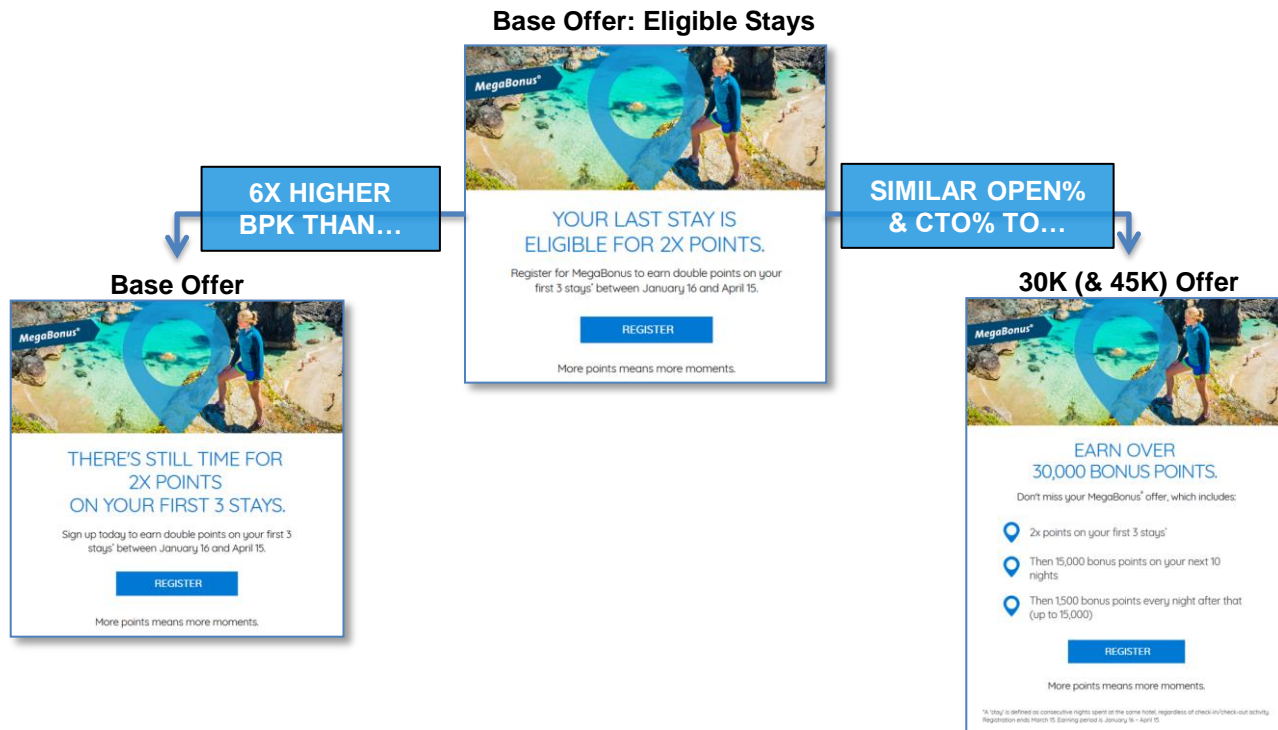 Base Offer: Eligible Stays
MegaBonus®
YOUR LAST STAY IS
ELIGIBLE FOR 2X POINTS.
Register for MegaBonus to earn double points on your
first 3 stays* between January 16 and April 15.
REGISTER
More points means more moments.
6X HIGHER
BPK THAN…
SIMILAR OPEN%
& CTO% TO…
Base Offer
MegaBonus®
THERE'S STILL TIME FOR
2X POINTS
ON YOUR FIRST 3 STAYS.
Sign up today to earn double points on your first 3
stays* between January 16 and April 15.
REGISTER
More points means more moments.
30K (& 45K) Offer
MegaBonus®
EARN OVER
30,000 BONUS POINTS.
Don't miss your MegaBonus® offer, which includes:
2x points on your first 3 stays*
Then 15,000 bonus points on your next 10
nights
Then 1,500 bonus points every night after that
(up to 15,000)
REGISTER
More points means more moments.
*A 'stay' is defined as consecutive nights spent at the same hotel, regardless of check-in/check-out activity.
Registration ends March 15. Earning period is January 16 – April 15.